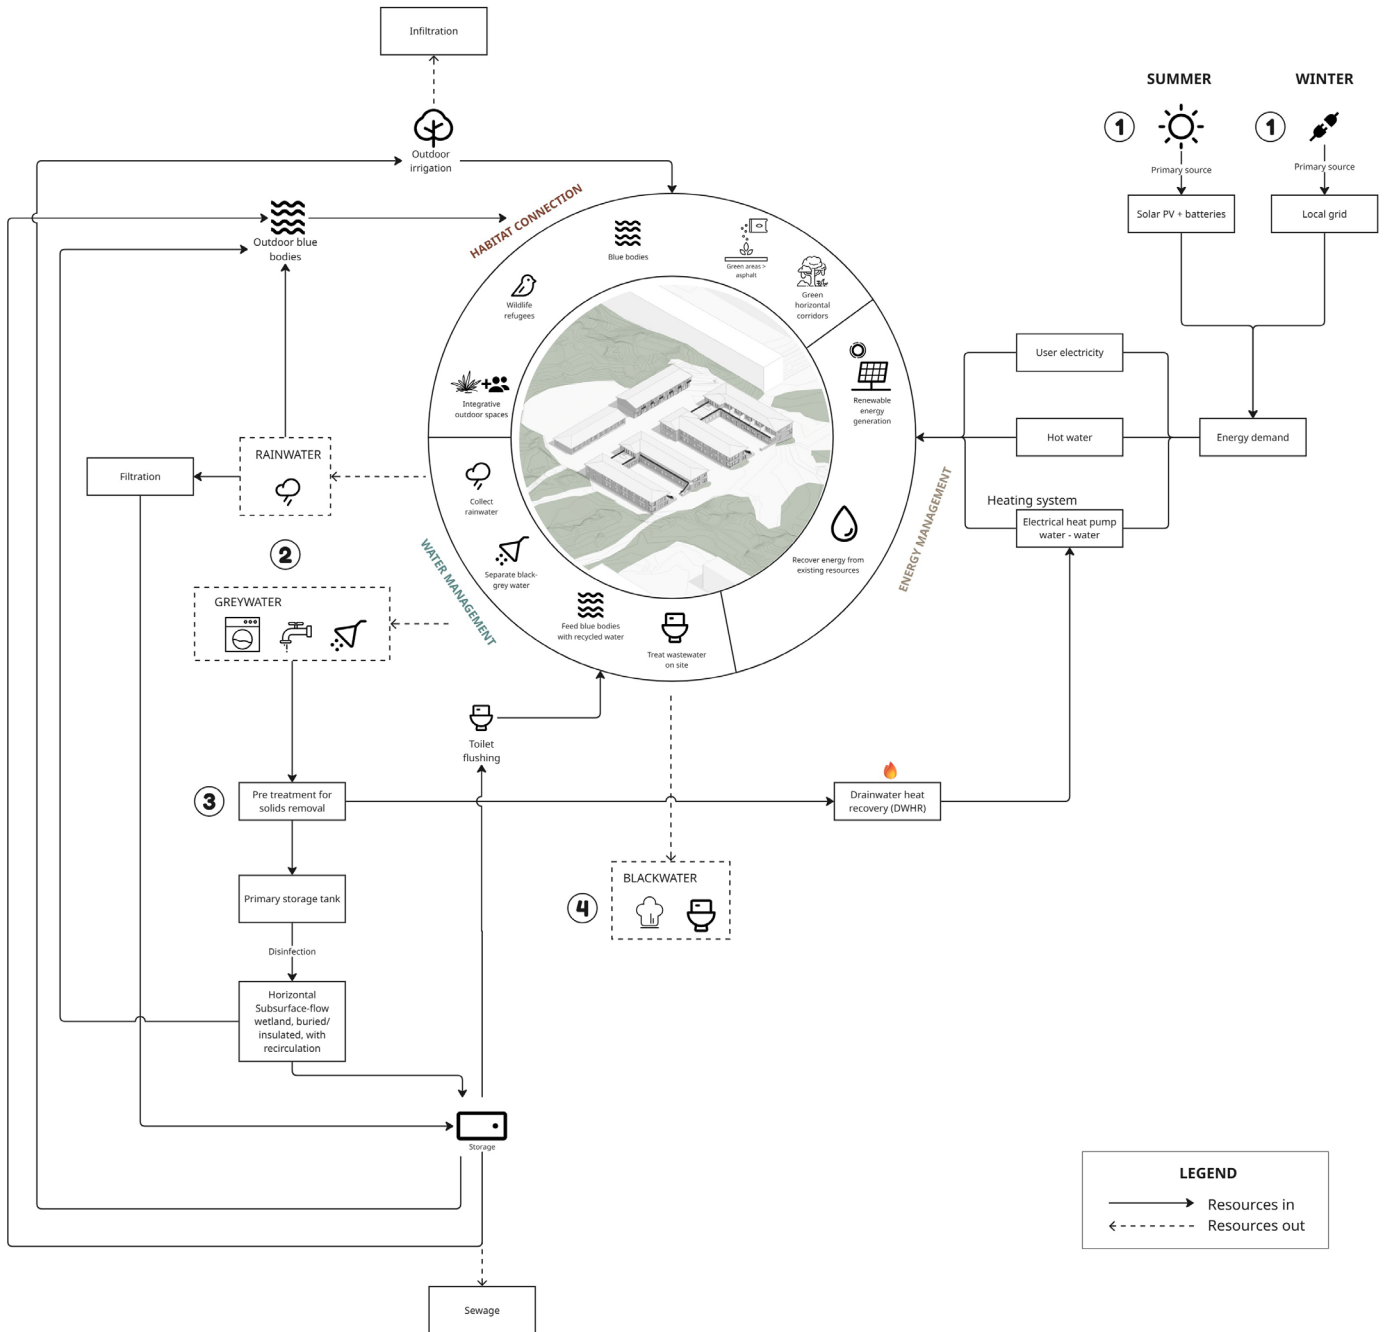 Infiltration
SUMMER
WINTER
1
1
Outdoor
irrigation
Primary source
Primary source
Solar PV + batteries
Local grid
HABITAT CONNECTION
Outdoor blue
bodies
Blue bodies
Green areas >
asphalt
Green
horizontal
corridors
Wildlife
refugees
Integrative
outdoor spaces
Renewable
energy
generation
User electricity
Hot water
Energy demand
Heating system
Electrical heat pump
water - water
ENERGY MANAGEMENT
RAINWATER
Filtration
Collect
rainwater
Separate black-
grey water
Recover energy from
existing resources
WATER MANAGEMENT
2
GREYWATER
Feed blue bodies
with recycled water
Treat wastewater
on site
Toilet
flushing
3
Pre treatment for
solids removal
Drainwater heat
recovery (DWHR)
Primary storage tank
4
BLACKWATER
Disinfection
Horizontal
Subsurface-flow
wetland, buried/
insulated, with
recirculation
Storage
LEGEND
Resources in
Resources out
Sewage